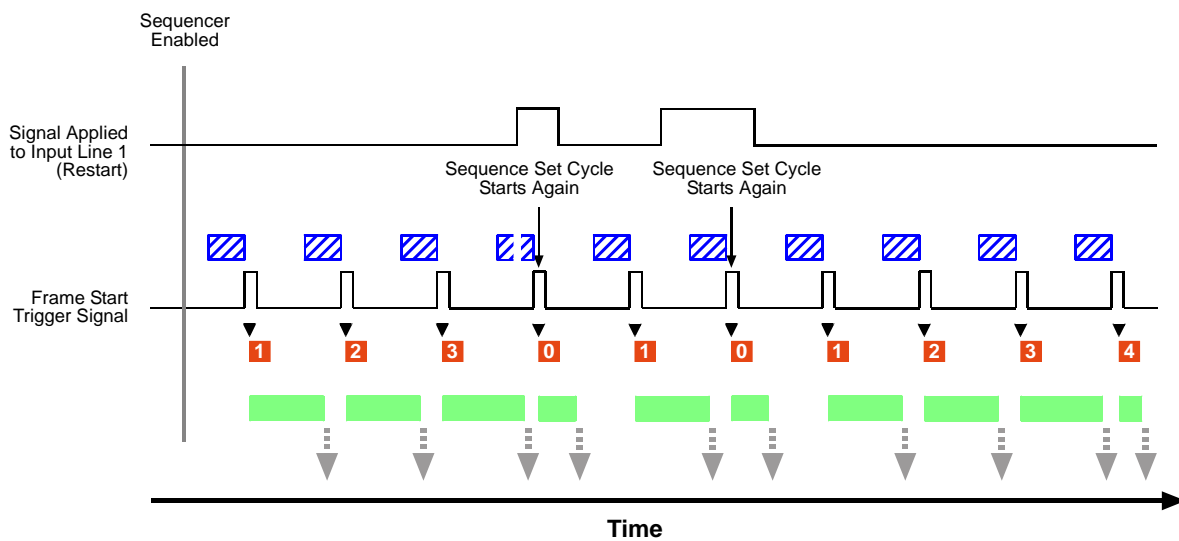 Sequencer
Enabled
Signal Applied
to Input Line 1
(Restart)
Sequence Set Cycle
Starts Again
Sequence Set Cycle
Starts Again
Frame Start
Trigger Signal
1 2 3 0 1 0 1 2 3 4
Time